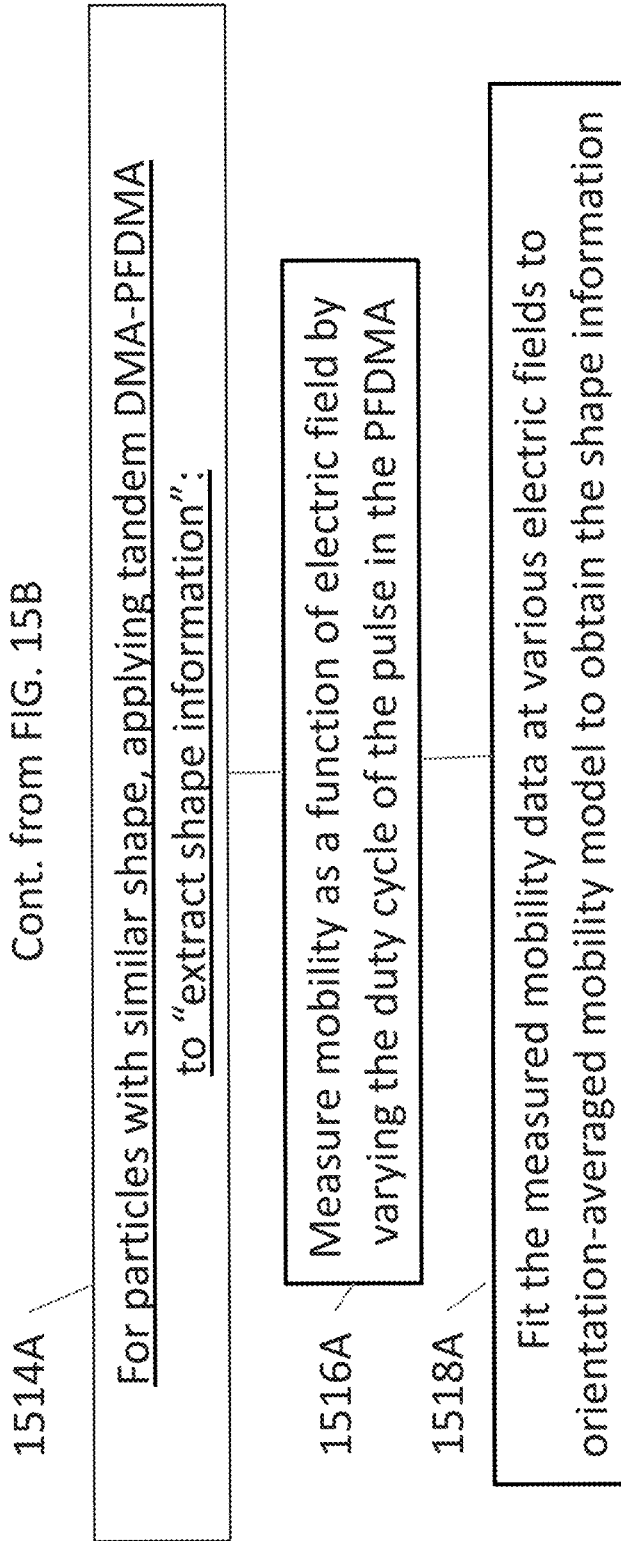 Cont. from FIG. 15B
1514A
For particles with similar shape, applying tandem DMA-PFDMA
to “extract shape information”:
1516A
Measure mobility as a function of electric field by
varying the duty cycle of the pulse in the PFDMA
1518A
Fit the measured mobility data at various electric fields to
orientation-averaged mobility model to obtain the shape information